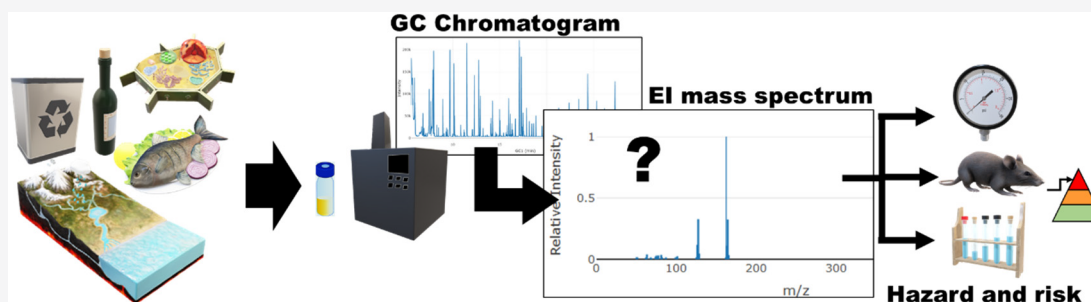 GC Chromatogram
EI mass spectrum
?
Relative Intensity
1
0.5
0
0
100
200
300
m/z
Hazard and risk